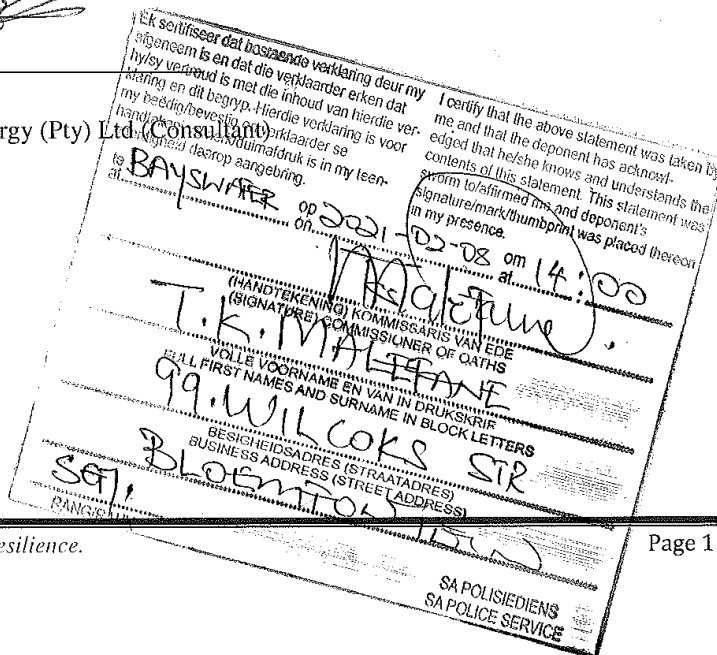 Ek sertifiseer dat bostaande verklaring deur my
afgeneem is en dat die verklaarder erken dat
hy/sy vertroud is met die inhoud van hierdie ver-
klaring en dit begryp. Hierdie verklaring is voor
my beëdig/bevestig en verklaarder se
handtekening/merk/duimafdruk is in my teen-
woordigheid daarop aangebring.
I certify that the above statement was taken by
me and that the deponent has acknowl-
edged that he/she knows and understands the
contents of this statement. This statement was
sworn to/affirmed me and deponent's
signature/mark/thumbprint was placed thereon
in my presence.
rgy (Pty) Ltd (Consultant)
te
at BAYSWATER op
on 2021-02-08 om
at 14:00
(HANDTEKENING) KOMMISSARIS VAN EDE
(SIGNATURE) COMMISSIONER OF OATHS
T.K. MALEFANE
VOLLE VOORNAME EN VAN IN DRUKSKRIF
FULL FIRST NAMES AND SURNAME IN BLOCK LETTERS
99. WILCOKS STR
BESIGHEIDSADRES (STRAATADRES)
BUSINESS ADDRESS (STREET ADDRESS)
SGT.
SA POLISIEDIENS
SA POLICE SERVICE
esilience.
Page 1